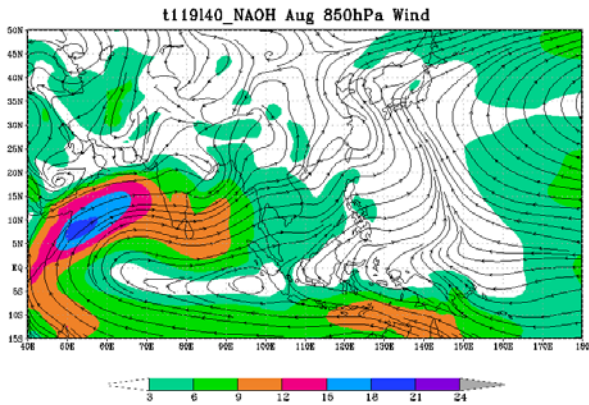 t119l40_NAOH Aug 850hPa Wind
50N
45N
40N
35N
30N
25N
20N
15N
10N
5N
EQ
5S
10S
15S
40E 50E 60E 70E 80E 90E 100E 110E 120E 130E 140E 150E 160E 170E 180
3 6 9 12 15 18 21 24